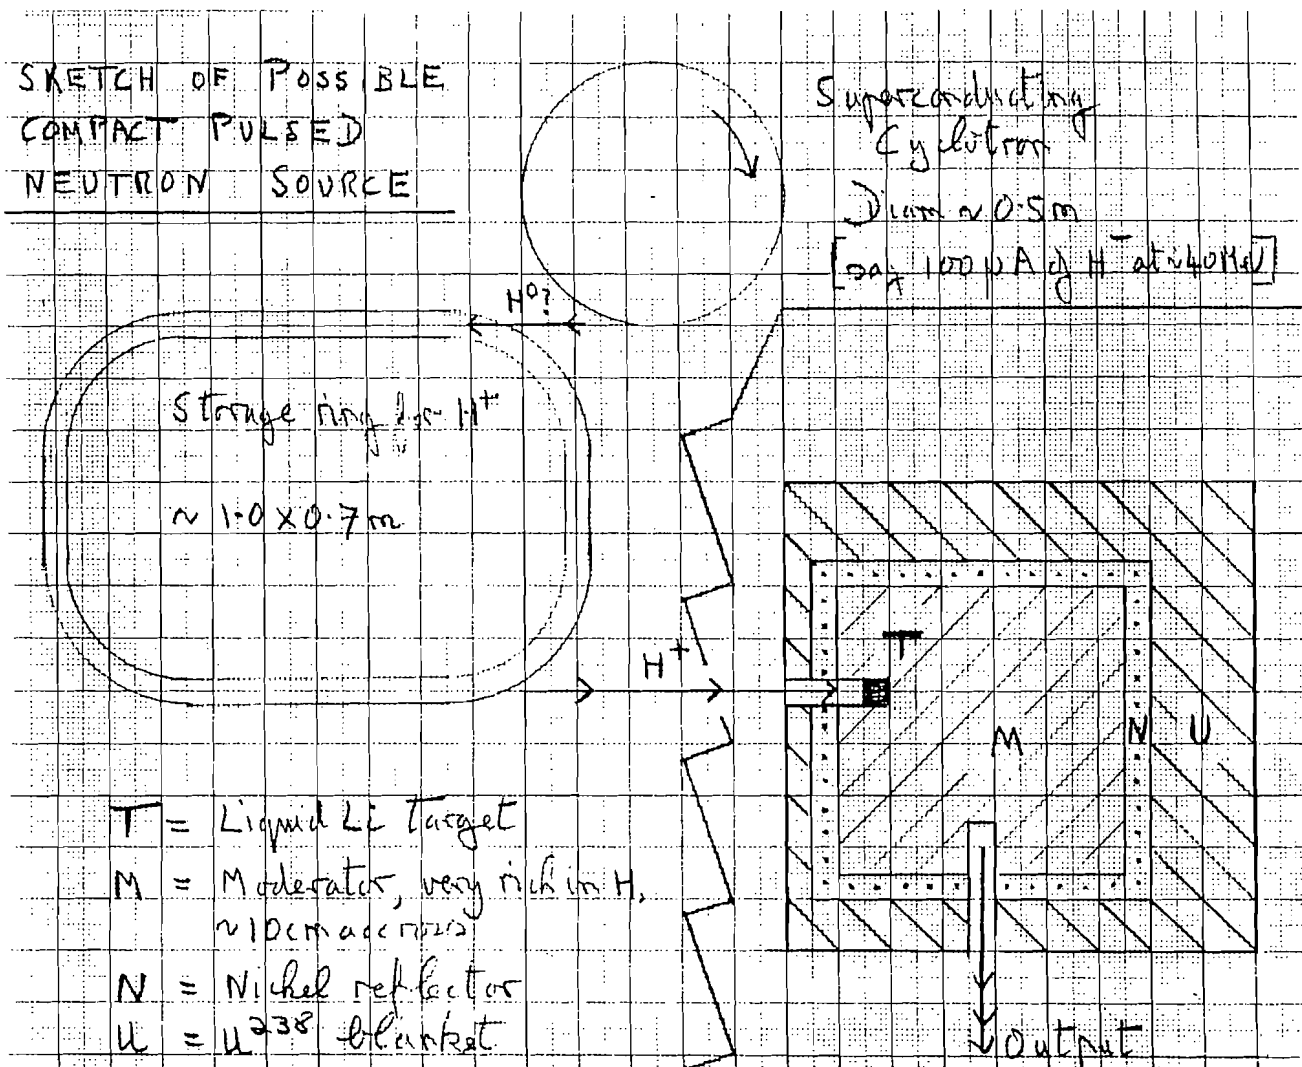 SKETCH OF POSSIBLE
COMPACT PULSED
NEUTRON SOURCE
Superconducting
Cyclotron
Diam ~ 0.5m
[say 100 μA of H⁻ at ~40MeV]
H⁰?
Storage ring for H⁺
~ 1.0 x 0.7m
H⁺
T
M
N
U
T = Liquid Li Target
M = Moderator, very rich in H,
~10cm across
N = Nickel reflector
U = U²³⁸ blanket
Output